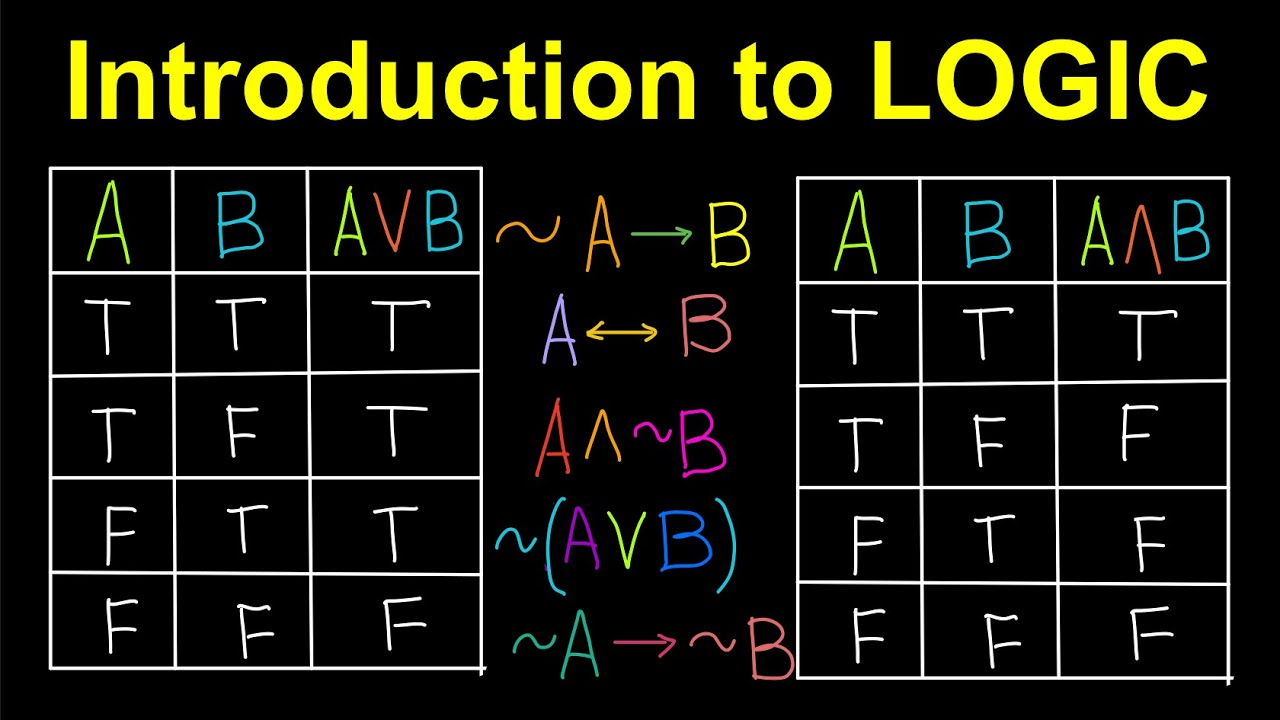 Introduction to LOGIC
A B A∨B
T T T
T F T
F T T
F F F
~A → B
A ↔ B
A ∧ ~B
~(A ∨ B)
~A → ~B
A B A∧B
T T T
T F F
F T F
F F F